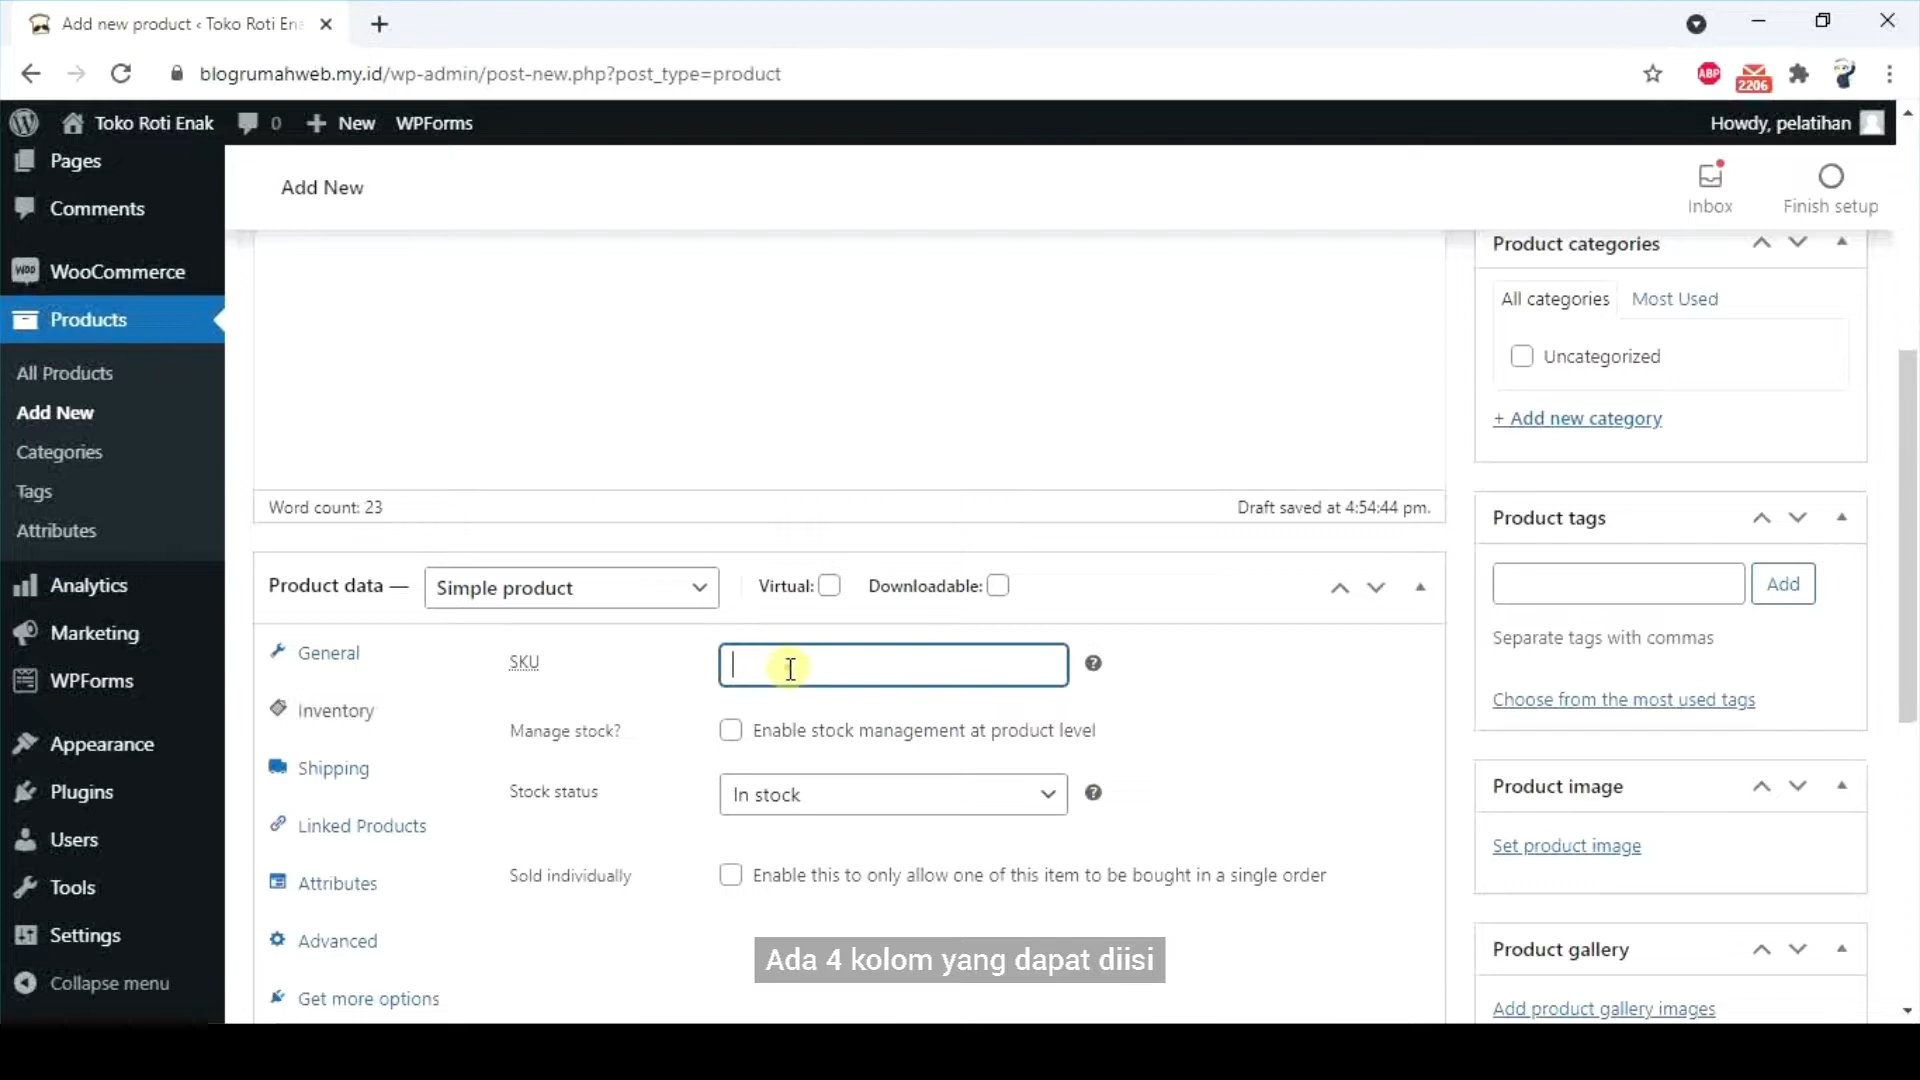 Add new product ‹ Toko Roti En
blogrumahweb.my.id/wp-admin/post-new.php?post_type=product
ABP
2206
Toko Roti Enak
0
New
WPForms
Howdy, pelatihan
Pages
Comments
WooCommerce
Products
All Products
Add New
Categories
Tags
Attributes
Analytics
Marketing
WPForms
Appearance
Plugins
Users
Tools
Settings
Collapse menu
Add New
Inbox
Finish setup
Word count: 23
Draft saved at 4:54:44 pm.
Product data —
Simple product
Virtual:
Downloadable:
General
Inventory
Shipping
Linked Products
Attributes
Advanced
Get more options
SKU
Manage stock?
Enable stock management at product level
Stock status
In stock
Sold individually
Enable this to only allow one of this item to be bought in a single order
Product categories
All categories
Most Used
Uncategorized
+ Add new category
Product tags
Add
Separate tags with commas
Choose from the most used tags
Product image
Set product image
Product gallery
Add product gallery images
Ada 4 kolom yang dapat diisi